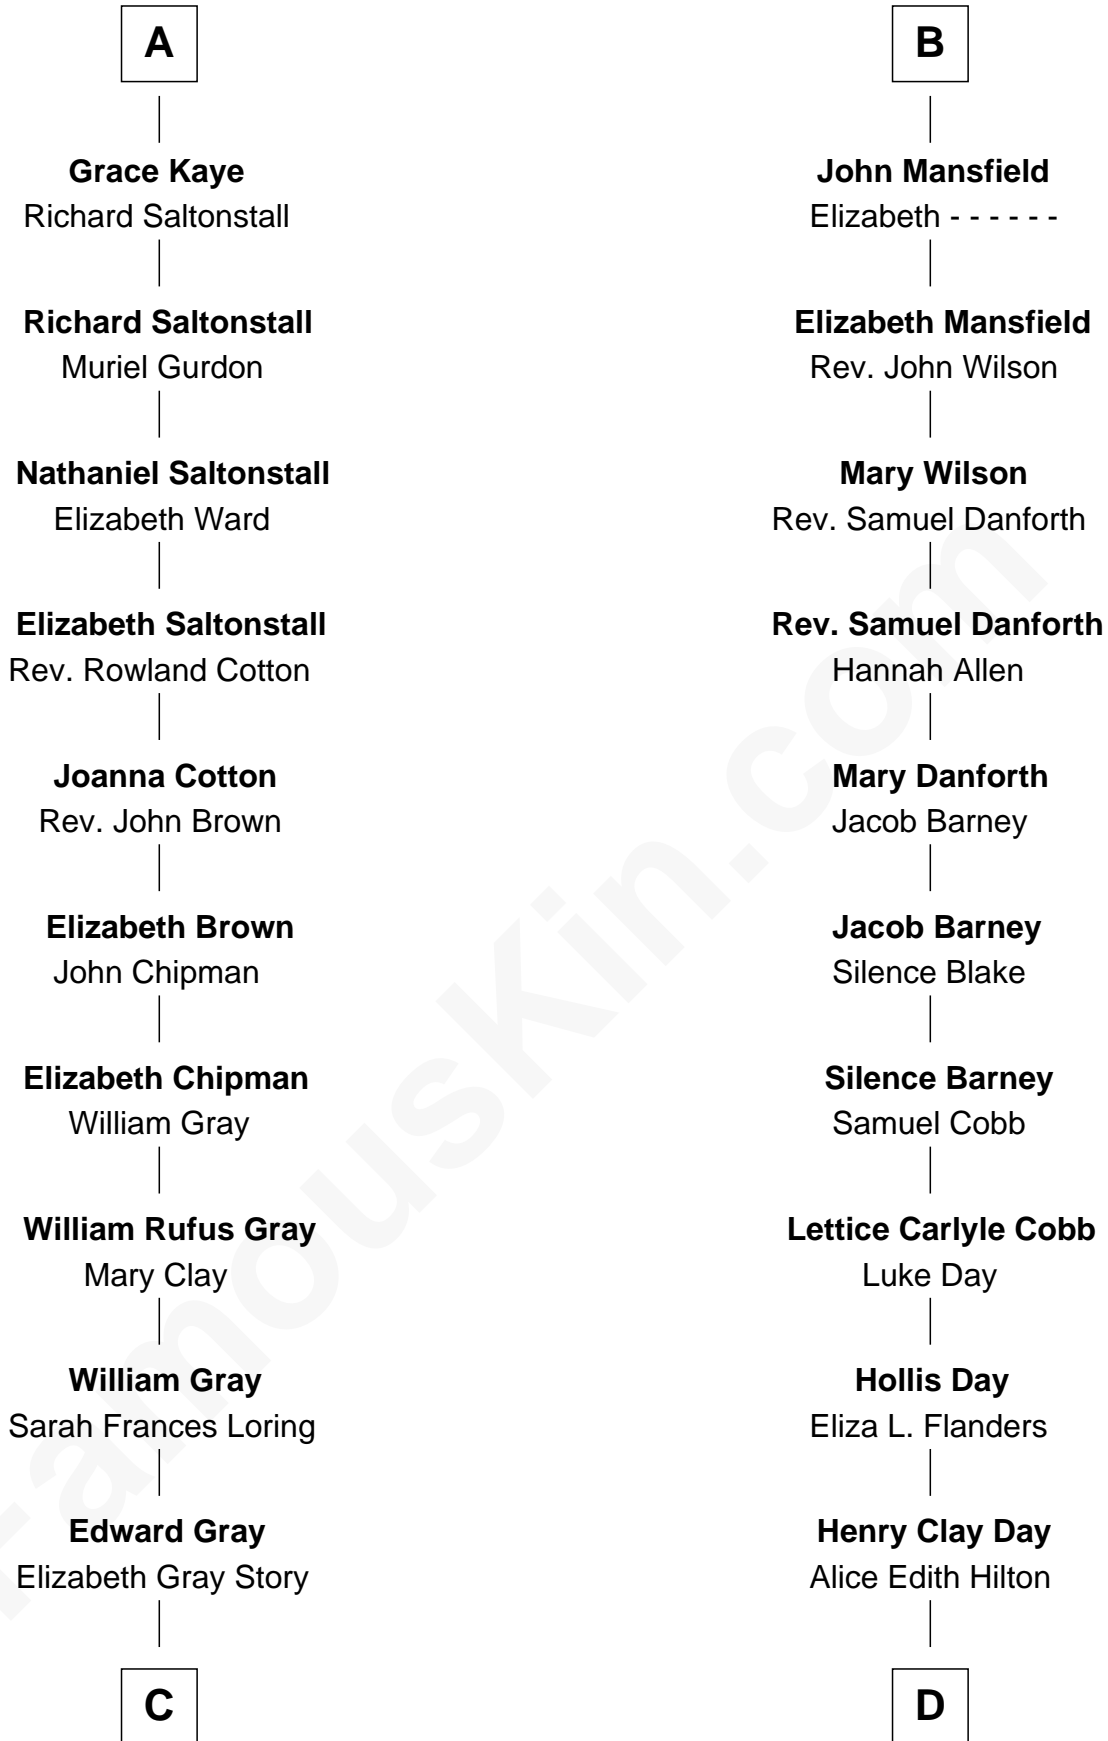 A
Grace Kaye
Richard Saltonstall
Richard Saltonstall
Muriel Gurdon
Nathaniel Saltonstall
Elizabeth Ward
Elizabeth Saltonstall
Rev. Rowland Cotton
Joanna Cotton
Rev. John Brown
Elizabeth Brown
John Chipman
Elizabeth Chipman
William Gray
William Rufus Gray
Mary Clay
William Gray
Sarah Frances Loring
Edward Gray
Elizabeth Gray Story
C
B
John Mansfield
Elizabeth - - - - - -
Elizabeth Mansfield
Rev. John Wilson
Mary Wilson
Rev. Samuel Danforth
Rev. Samuel Danforth
Hannah Allen
Mary Danforth
Jacob Barney
Jacob Barney
Silence Blake
Silence Barney
Samuel Cobb
Lettice Carlyle Cobb
Luke Day
Hollis Day
Eliza L. Flanders
Henry Clay Day
Alice Edith Hilton
D
FamousKin.com